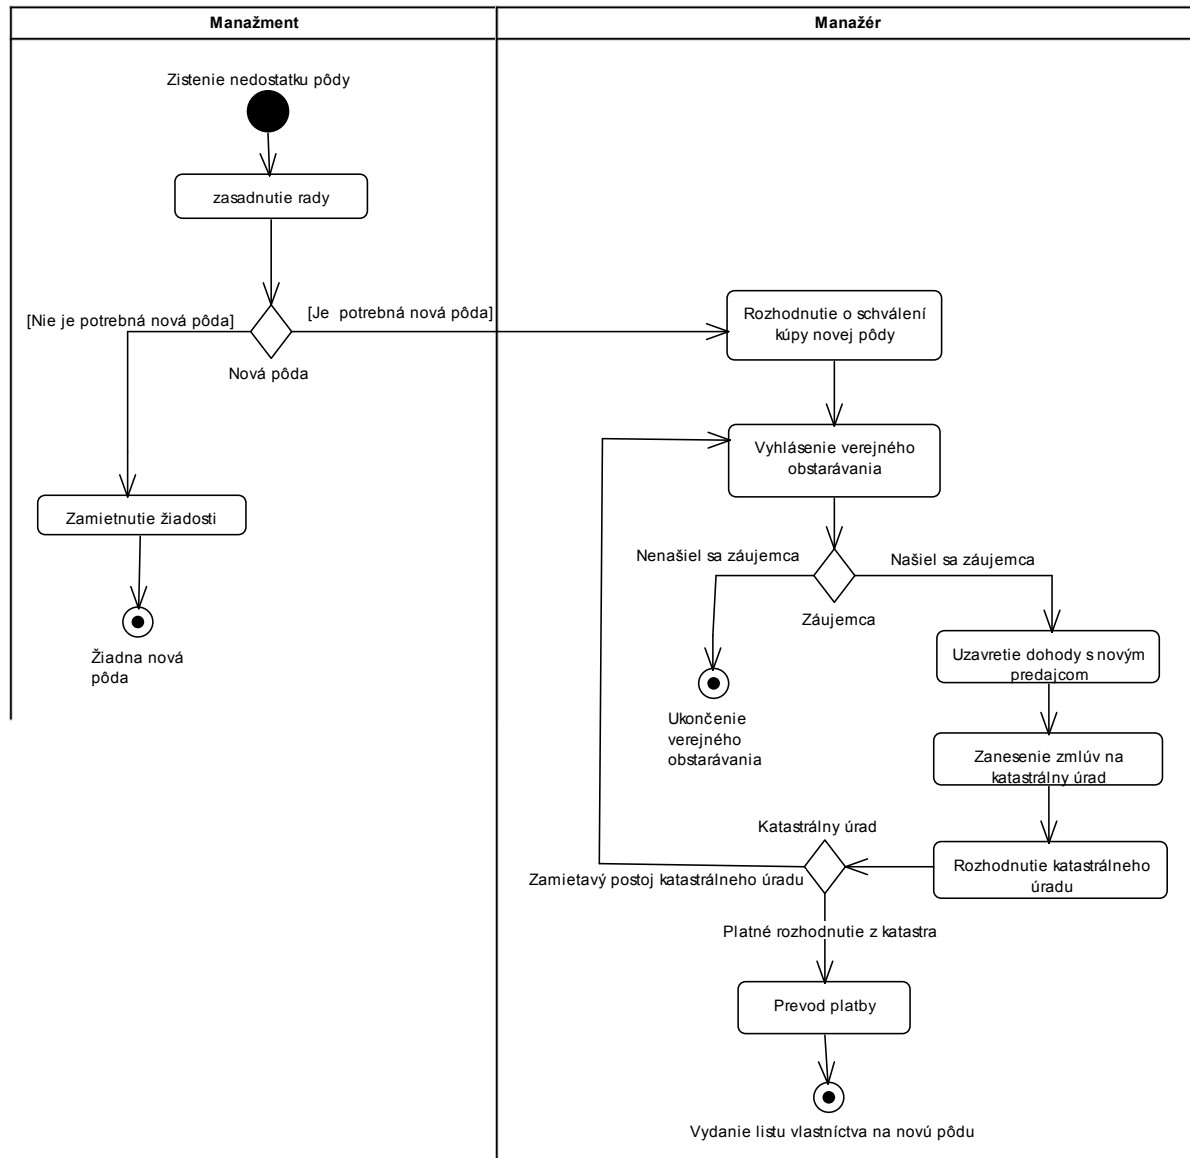 Manažment
Manažér
Zistenie nedostatku pôdy
zasadnutie rady
[Nie je potrebná nová pôda]
[Je  potrebná nová pôda]
Nová pôda
Rozhodnutie o schválení
kúpy novej pôdy
Vyhlásenie verejného
obstarávania
Zamietnutie žiadosti
Nenašiel sa záujemca
Našiel sa záujemca
Záujemca
Žiadna nová
pôda
Uzavretie dohody s novým
predajcom
Ukončenie
verejného
obstarávania
Zanesenie zmlúv na
katastrálny úrad
Katastrálny úrad
Rozhodnutie katastrálneho
úradu
Zamietavý postoj katastrálneho úradu
Platné rozhodnutie z katastra
Prevod platby
Vydanie listu vlastníctva na novú pôdu